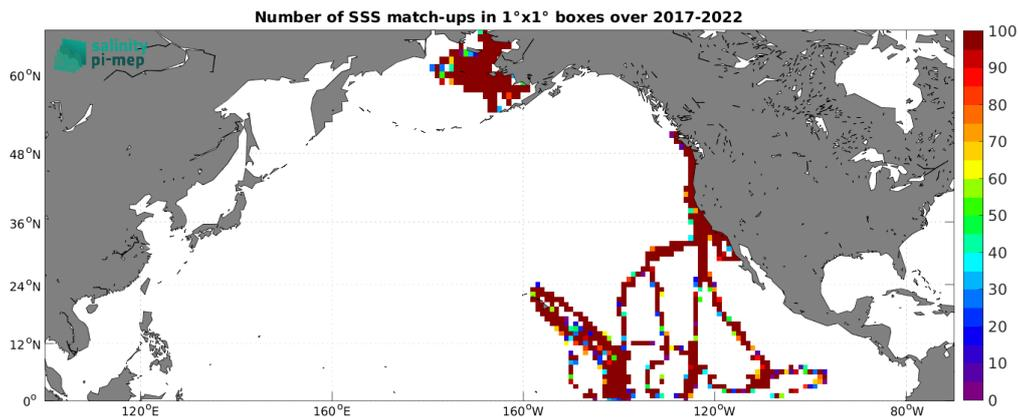 Number of SSS match-ups in 1°x1° boxes over 2017-2022
salinity
pi-mep
60°N
48°N
36°N
24°N
12°N
0°
120°E
160°E
160°W
120°W
80°W
100
90
80
70
60
50
40
30
20
10
0